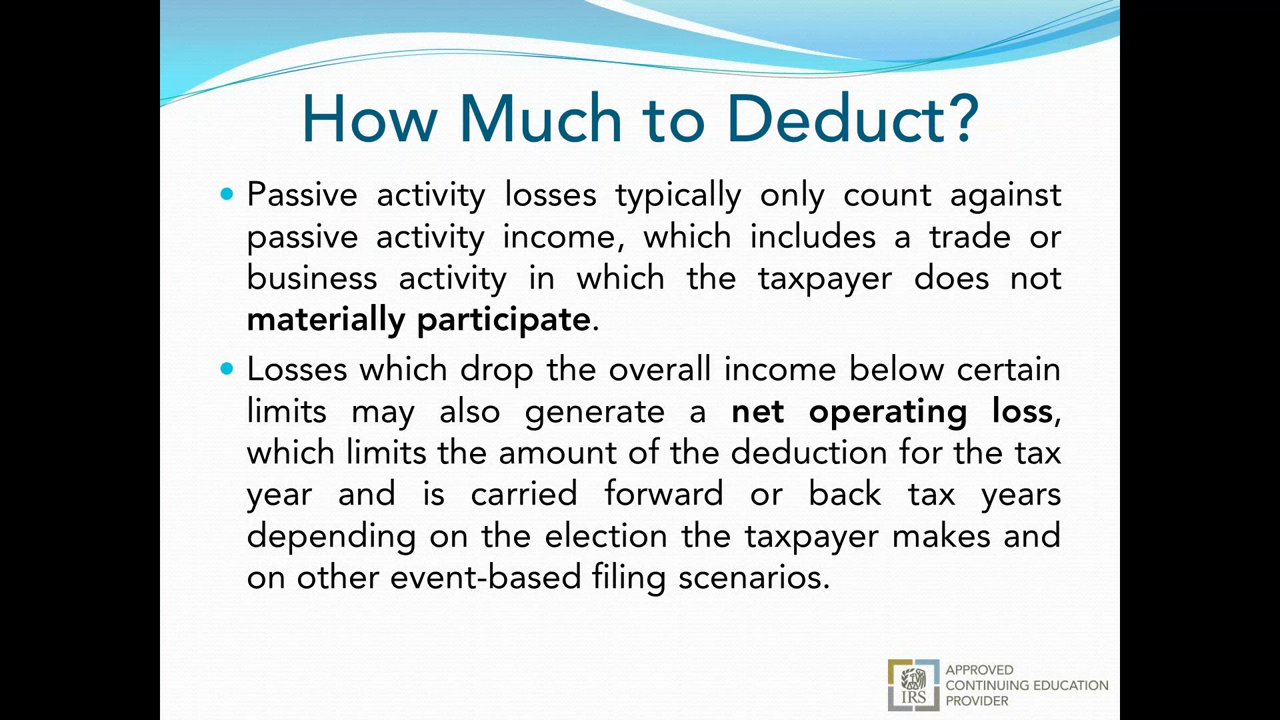 How Much to Deduct?
• Passive activity losses typically only count against
passive activity income, which includes a trade or
business activity in which the taxpayer does not
materially participate.
• Losses which drop the overall income below certain
limits may also generate a net operating loss,
which limits the amount of the deduction for the tax
year and is carried forward or back tax years
depending on the election the taxpayer makes and
on other event-based filing scenarios.
IRS
APPROVED
CONTINUING EDUCATION
PROVIDER